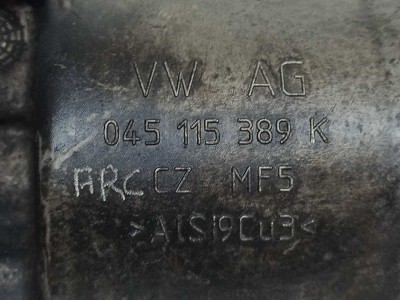 VW AG
045 115 389 K
ARC CZ MF5
>AlSi9Cu3<